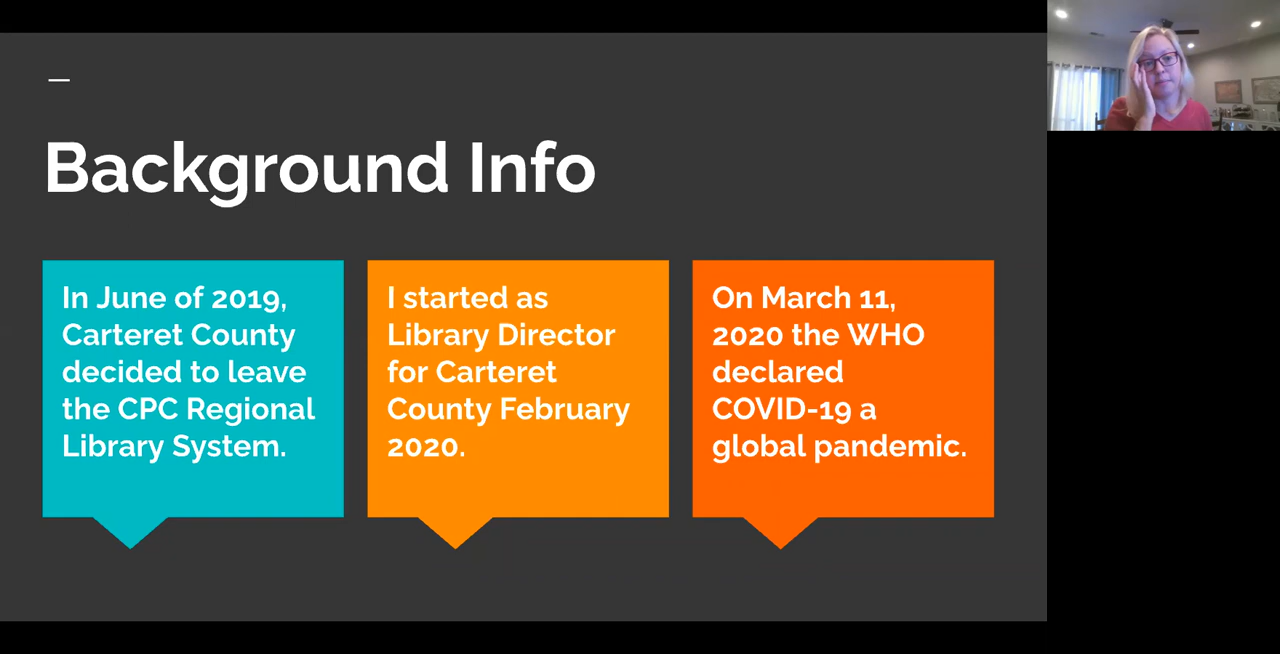 Background Info
In June of 2019,
Carteret County
decided to leave
the CPC Regional
Library System.
I started as
Library Director
for Carteret
County February
2020.
On March 11,
2020 the WHO
declared
COVID-19 a
global pandemic.